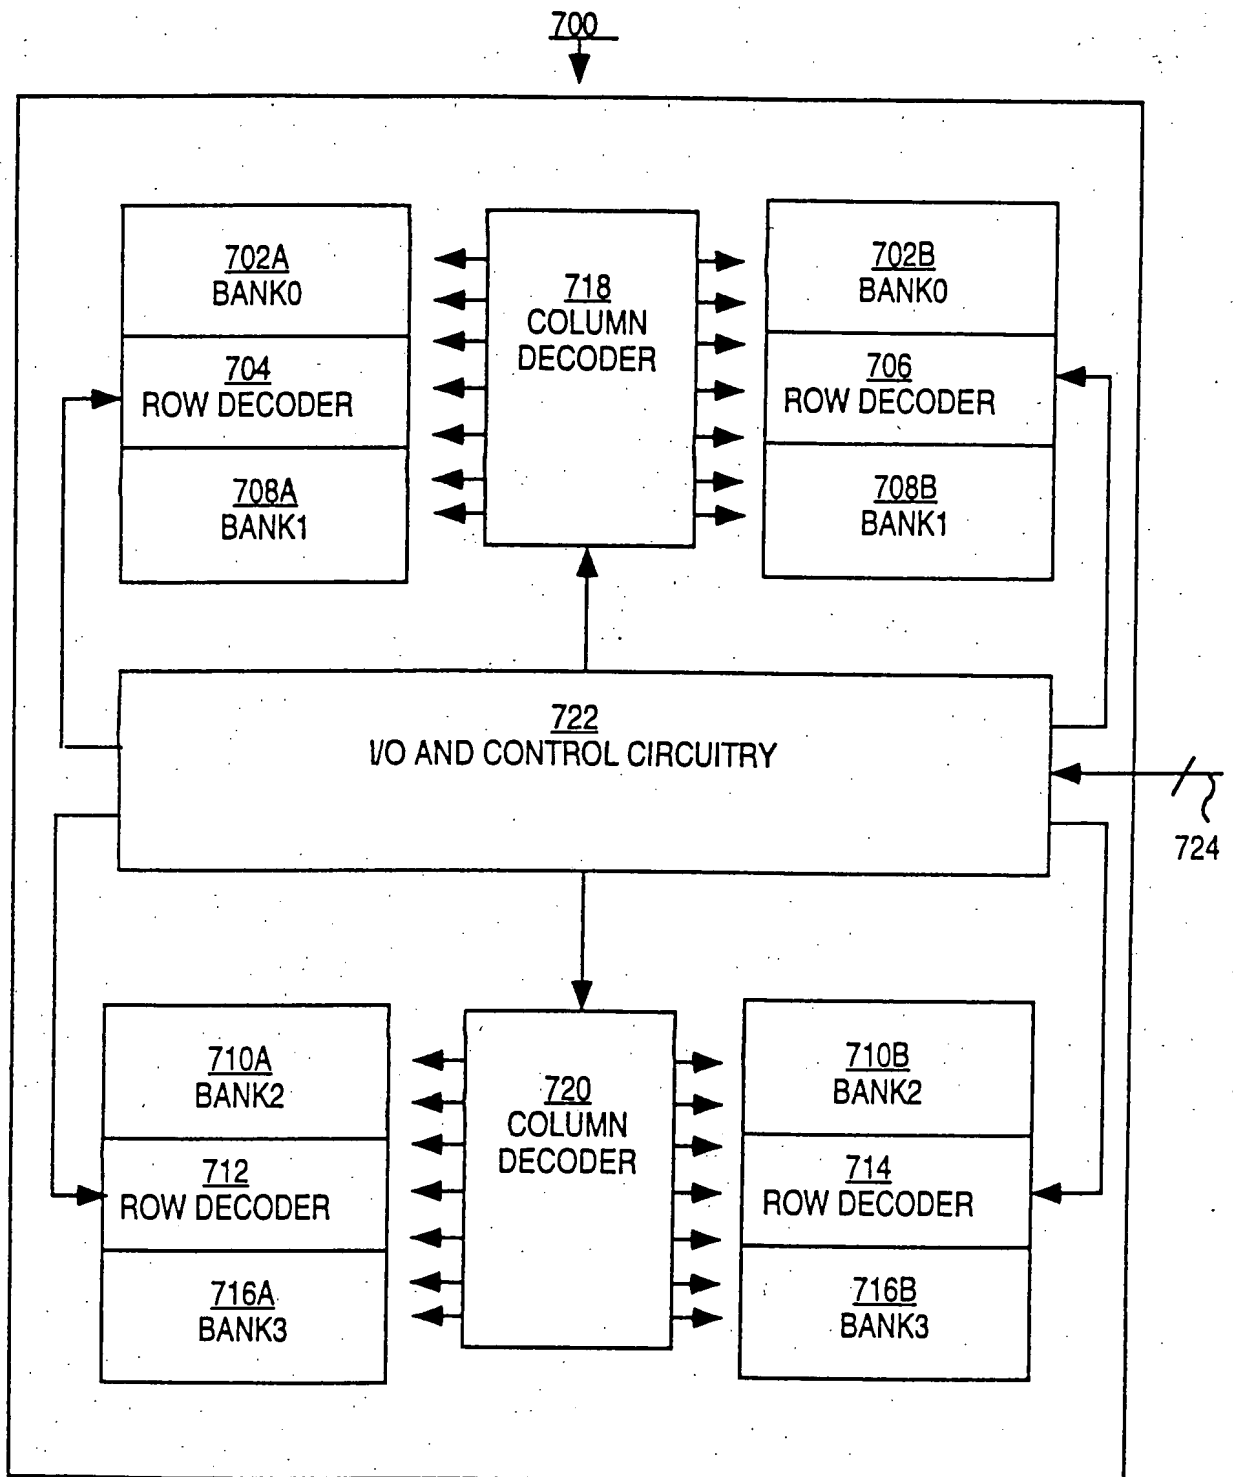 700
702A
BANK0
704
ROW DECODER
708A
BANK1
718
COLUMN
DECODER
702B
BANK0
706
ROW DECODER
708B
BANK1
722
I/O AND CONTROL CIRCUITRY
724
710A
BANK2
712
ROW DECODER
716A
BANK3
720
COLUMN
DECODER
710B
BANK2
714
ROW DECODER
716B
BANK3